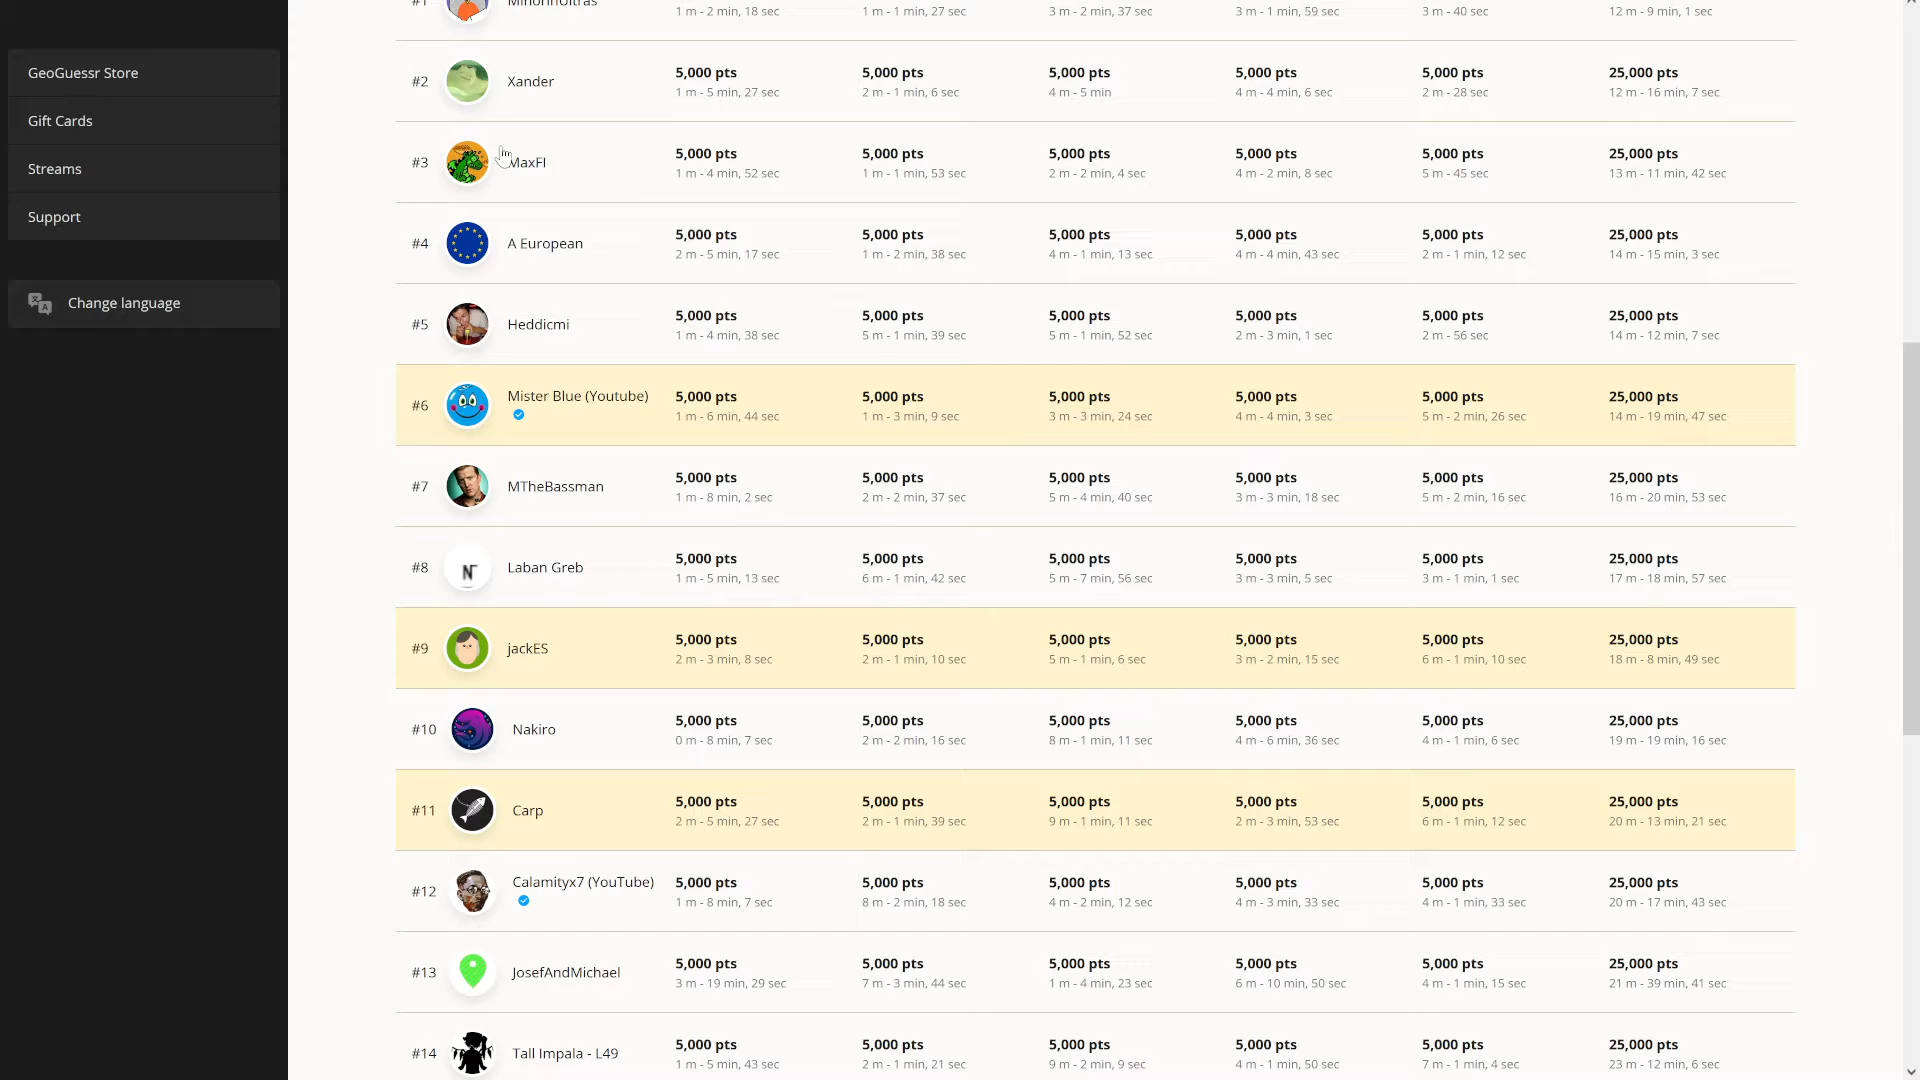 GeoGuessr Store
Gift Cards
Streams
Support
Change language
#1 MinohnUltras
1 m - 2 min, 18 sec 1 m - 1 min, 27 sec 3 m - 2 min, 37 sec 3 m - 1 min, 59 sec 3 m - 40 sec 12 m - 9 min, 1 sec
#2 Xander 5,000 pts 5,000 pts 5,000 pts 5,000 pts 5,000 pts 25,000 pts
1 m - 5 min, 27 sec 2 m - 1 min, 6 sec 4 m - 5 min 4 m - 4 min, 6 sec 2 m - 28 sec 12 m - 16 min, 7 sec
#3 MaxFI 5,000 pts 5,000 pts 5,000 pts 5,000 pts 5,000 pts 25,000 pts
1 m - 4 min, 52 sec 1 m - 1 min, 53 sec 2 m - 2 min, 4 sec 4 m - 2 min, 8 sec 5 m - 45 sec 13 m - 11 min, 42 sec
#4 A European 5,000 pts 5,000 pts 5,000 pts 5,000 pts 5,000 pts 25,000 pts
2 m - 5 min, 17 sec 1 m - 2 min, 38 sec 4 m - 1 min, 13 sec 4 m - 4 min, 43 sec 2 m - 1 min, 12 sec 14 m - 15 min, 3 sec
#5 Heddicmi 5,000 pts 5,000 pts 5,000 pts 5,000 pts 5,000 pts 25,000 pts
1 m - 4 min, 38 sec 5 m - 1 min, 39 sec 5 m - 1 min, 52 sec 2 m - 3 min, 1 sec 2 m - 56 sec 14 m - 12 min, 7 sec
#6 Mister Blue (Youtube) 5,000 pts 5,000 pts 5,000 pts 5,000 pts 5,000 pts 25,000 pts
1 m - 6 min, 44 sec 1 m - 3 min, 9 sec 3 m - 3 min, 24 sec 4 m - 4 min, 3 sec 5 m - 2 min, 26 sec 14 m - 19 min, 47 sec
#7 MTheBassman 5,000 pts 5,000 pts 5,000 pts 5,000 pts 5,000 pts 25,000 pts
1 m - 8 min, 2 sec 2 m - 2 min, 37 sec 5 m - 4 min, 40 sec 3 m - 3 min, 18 sec 5 m - 2 min, 16 sec 16 m - 20 min, 53 sec
#8 Laban Greb 5,000 pts 5,000 pts 5,000 pts 5,000 pts 5,000 pts 25,000 pts
1 m - 5 min, 13 sec 6 m - 1 min, 42 sec 5 m - 7 min, 56 sec 3 m - 3 min, 5 sec 3 m - 1 min, 1 sec 17 m - 18 min, 57 sec
#9 jackES 5,000 pts 5,000 pts 5,000 pts 5,000 pts 5,000 pts 25,000 pts
2 m - 3 min, 8 sec 2 m - 1 min, 10 sec 5 m - 1 min, 6 sec 3 m - 2 min, 15 sec 6 m - 1 min, 10 sec 18 m - 8 min, 49 sec
#10 Nakiro 5,000 pts 5,000 pts 5,000 pts 5,000 pts 5,000 pts 25,000 pts
0 m - 8 min, 7 sec 2 m - 2 min, 16 sec 8 m - 1 min, 11 sec 4 m - 6 min, 36 sec 4 m - 1 min, 6 sec 19 m - 19 min, 16 sec
#11 Carp 5,000 pts 5,000 pts 5,000 pts 5,000 pts 5,000 pts 25,000 pts
2 m - 5 min, 27 sec 2 m - 1 min, 39 sec 9 m - 1 min, 11 sec 2 m - 3 min, 53 sec 6 m - 1 min, 12 sec 20 m - 13 min, 21 sec
#12 Calamityx7 (YouTube) 5,000 pts 5,000 pts 5,000 pts 5,000 pts 5,000 pts 25,000 pts
1 m - 8 min, 7 sec 8 m - 2 min, 18 sec 4 m - 2 min, 12 sec 4 m - 3 min, 33 sec 4 m - 1 min, 33 sec 20 m - 17 min, 43 sec
#13 JosefAndMichael 5,000 pts 5,000 pts 5,000 pts 5,000 pts 5,000 pts 25,000 pts
3 m - 19 min, 29 sec 7 m - 3 min, 44 sec 1 m - 4 min, 23 sec 6 m - 10 min, 50 sec 4 m - 1 min, 15 sec 21 m - 39 min, 41 sec
#14 Tall Impala - L49 5,000 pts 5,000 pts 5,000 pts 5,000 pts 5,000 pts 25,000 pts
1 m - 5 min, 43 sec 2 m - 1 min, 21 sec 9 m - 2 min, 9 sec 4 m - 1 min, 50 sec 7 m - 1 min, 4 sec 23 m - 12 min, 6 sec